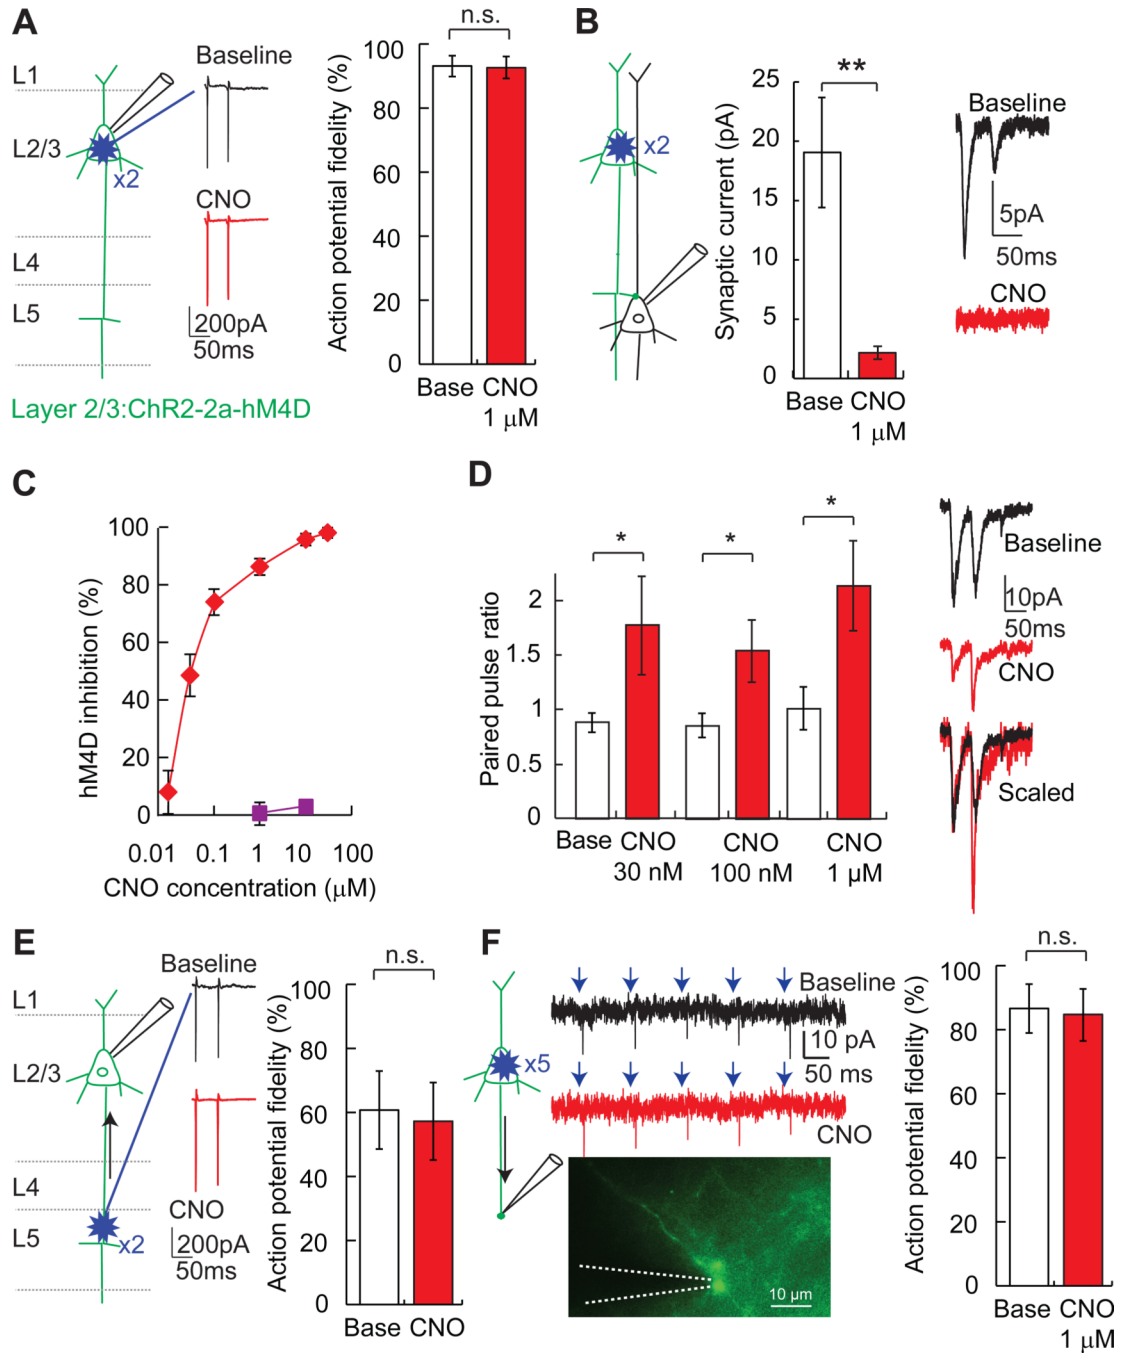 A
L1
L2/3
L4
L5
x2
Baseline
CNO
200pA
50ms
Layer 2/3:ChR2-2a-hM4D
n.s.
Action potential fidelity (%)
100
80
60
40
20
0
Base CNO
1 μM
B
x2
**
Synaptic current (pA)
25
20
15
10
5
0
Base CNO
1 μM
Baseline
5pA
50ms
CNO
C
hM4D inhibition (%)
100
80
60
40
20
0
0.01 0.1 1 10 100
CNO concentration (μM)
D
* * *
Paired pulse ratio
2
1.5
1
0.5
0
Base CNO CNO CNO
30 nM 100 nM 1 μM
Baseline
10pA
50ms
CNO
Scaled
E
L1
L2/3
L4
L5
x2
Baseline
CNO
200pA
50ms
n.s.
Action potential fidelity (%)
100
80
60
40
20
0
Base CNO
F
x5
Baseline
10 pA
50 ms
CNO
10 μm
n.s.
Action potential fidelity (%)
100
80
60
40
20
0
Base CNO
1 μM